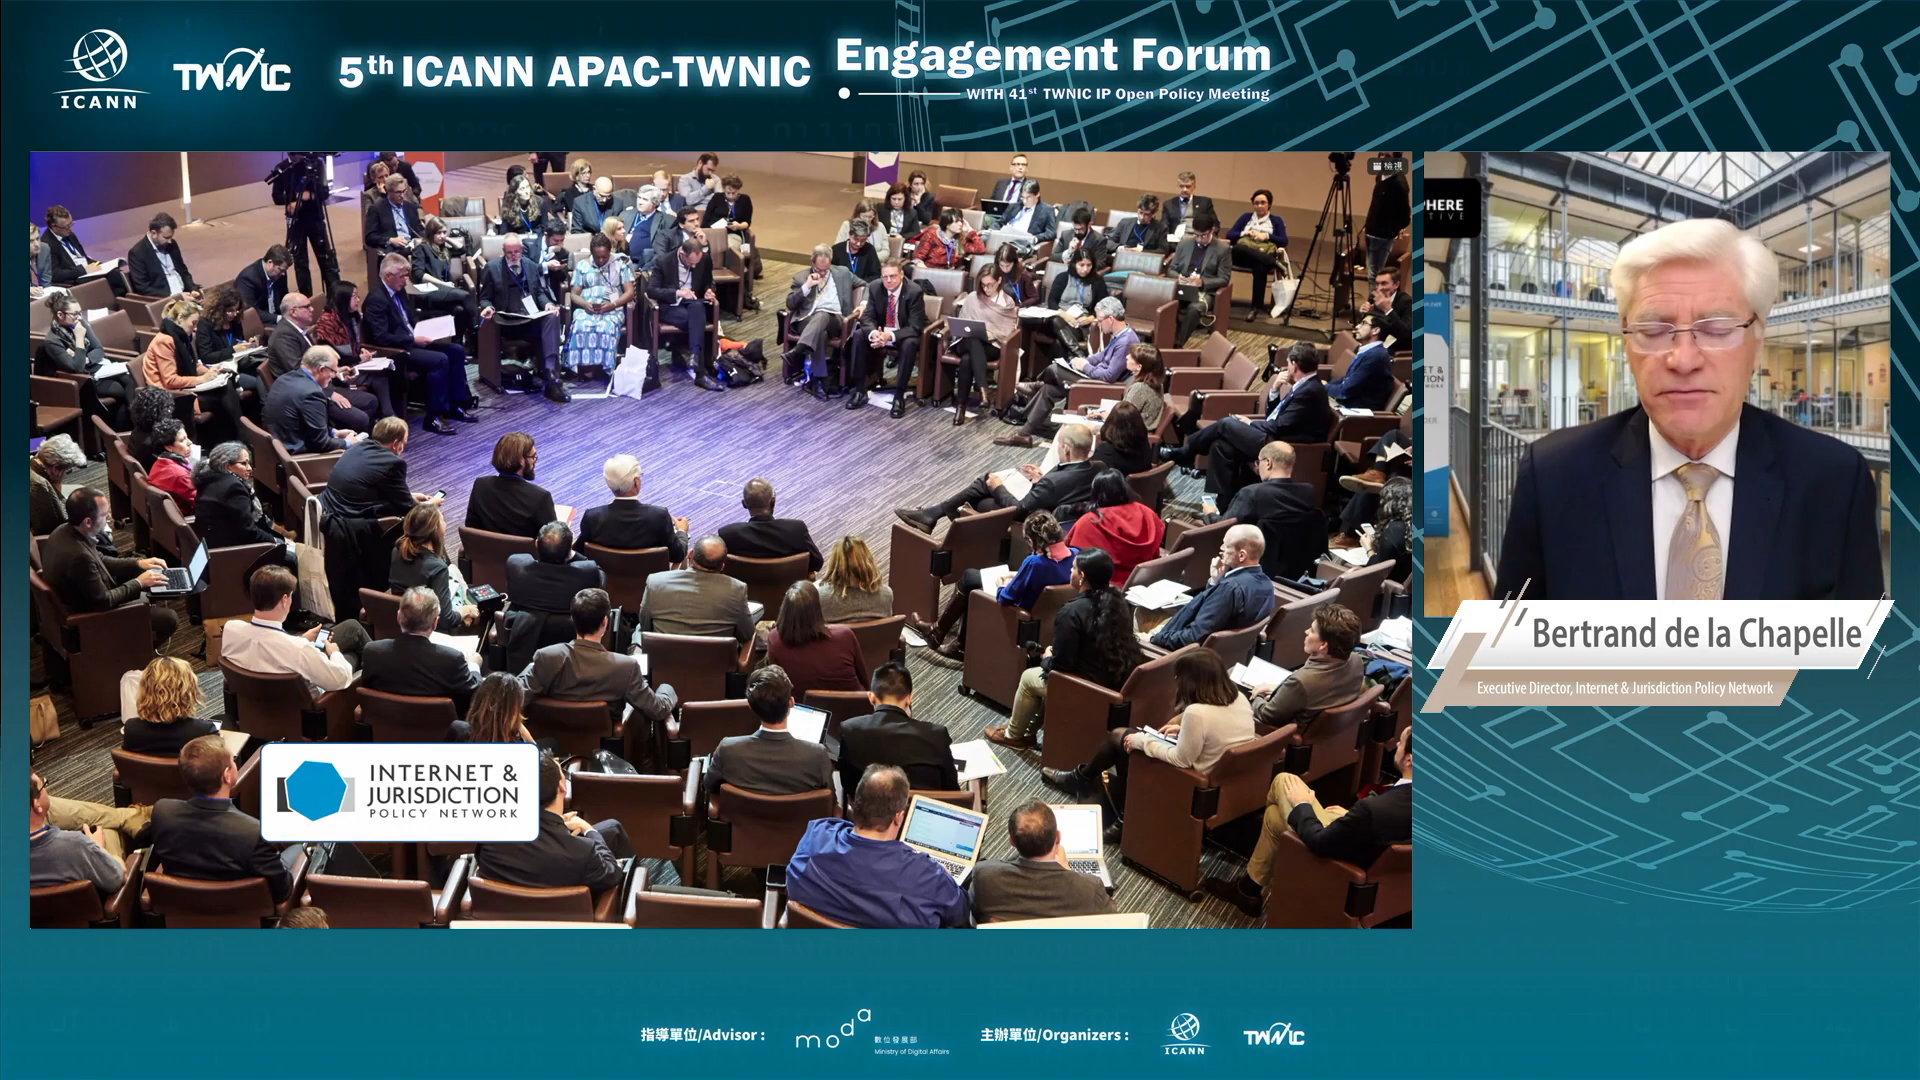 ICANN
TWNIC
5th ICANN APAC-TWNIC
Engagement Forum
WITH 41st TWNIC IP Open Policy Meeting
檢視
INTERNET &
JURISDICTION
POLICY NETWORK
Bertrand de la Chapelle
Executive Director, Internet & Jurisdiction Policy Network
指導單位/Advisor :
moda
數位發展部
Ministry of Digital Affairs
主辦單位/Organizers :
ICANN
TWNIC